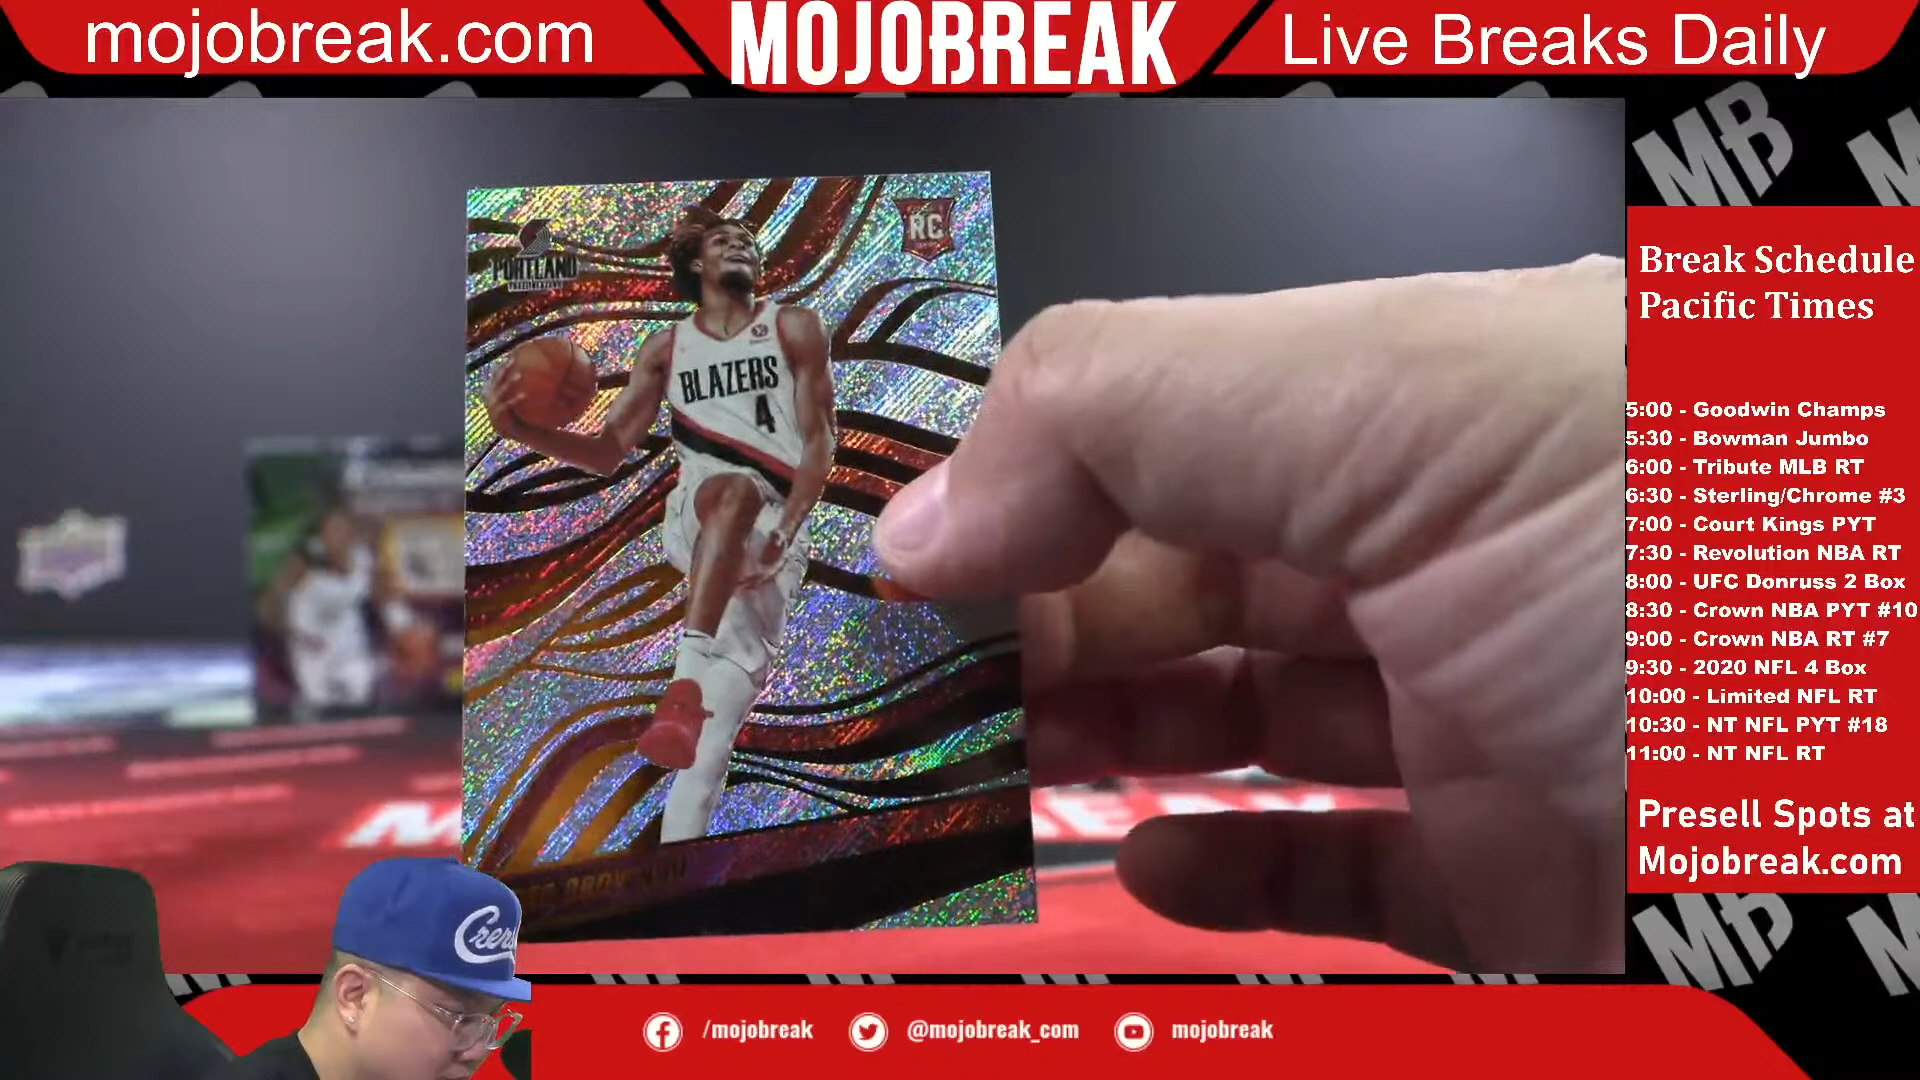 mojobreak.com
MOJOBREAK
Live Breaks Daily
MB
PORTLAND
RC
BLAZERS
4
Break Schedule
Pacific Times
5:00 - Goodwin Champs
5:30 - Bowman Jumbo
6:00 - Tribute MLB RT
6:30 - Sterling/Chrome #3
7:00 - Court Kings PYT
7:30 - Revolution NBA RT
8:00 - UFC Donruss 2 Box
8:30 - Crown NBA PYT #10
9:00 - Crown NBA RT #7
9:30 - 2020 NFL 4 Box
10:00 - Limited NFL RT
10:30 - NT NFL PYT #18
11:00 - NT NFL RT
Presell Spots at
Mojobreak.com
MB
/mojobreak
@mojobreak_com
mojobreak